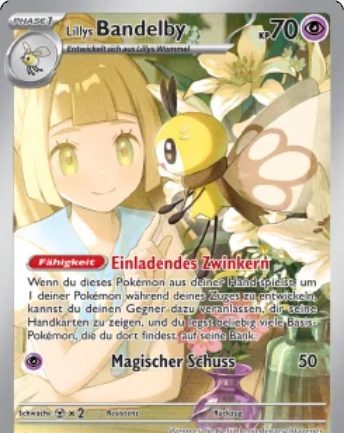 PHASE 1
Lillys Bandelby KP 70
Entwickelt sich aus Lillys Wommel
Fähigkeit Einladendes Zwinkern
Wenn du dieses Pokémon aus deiner Hand spielst, um
1 deiner Pokémon während deines Zuges zu entwickeln,
kannst du deinen Gegner dazu veranlassen, dir seine
Handkarten zu zeigen, und du legst beliebig viele Basis-
Pokémon, die du dort findest, auf seine Bank.
Magischer Schuss 50
Schwäche ×2 Resistenz Rückzug